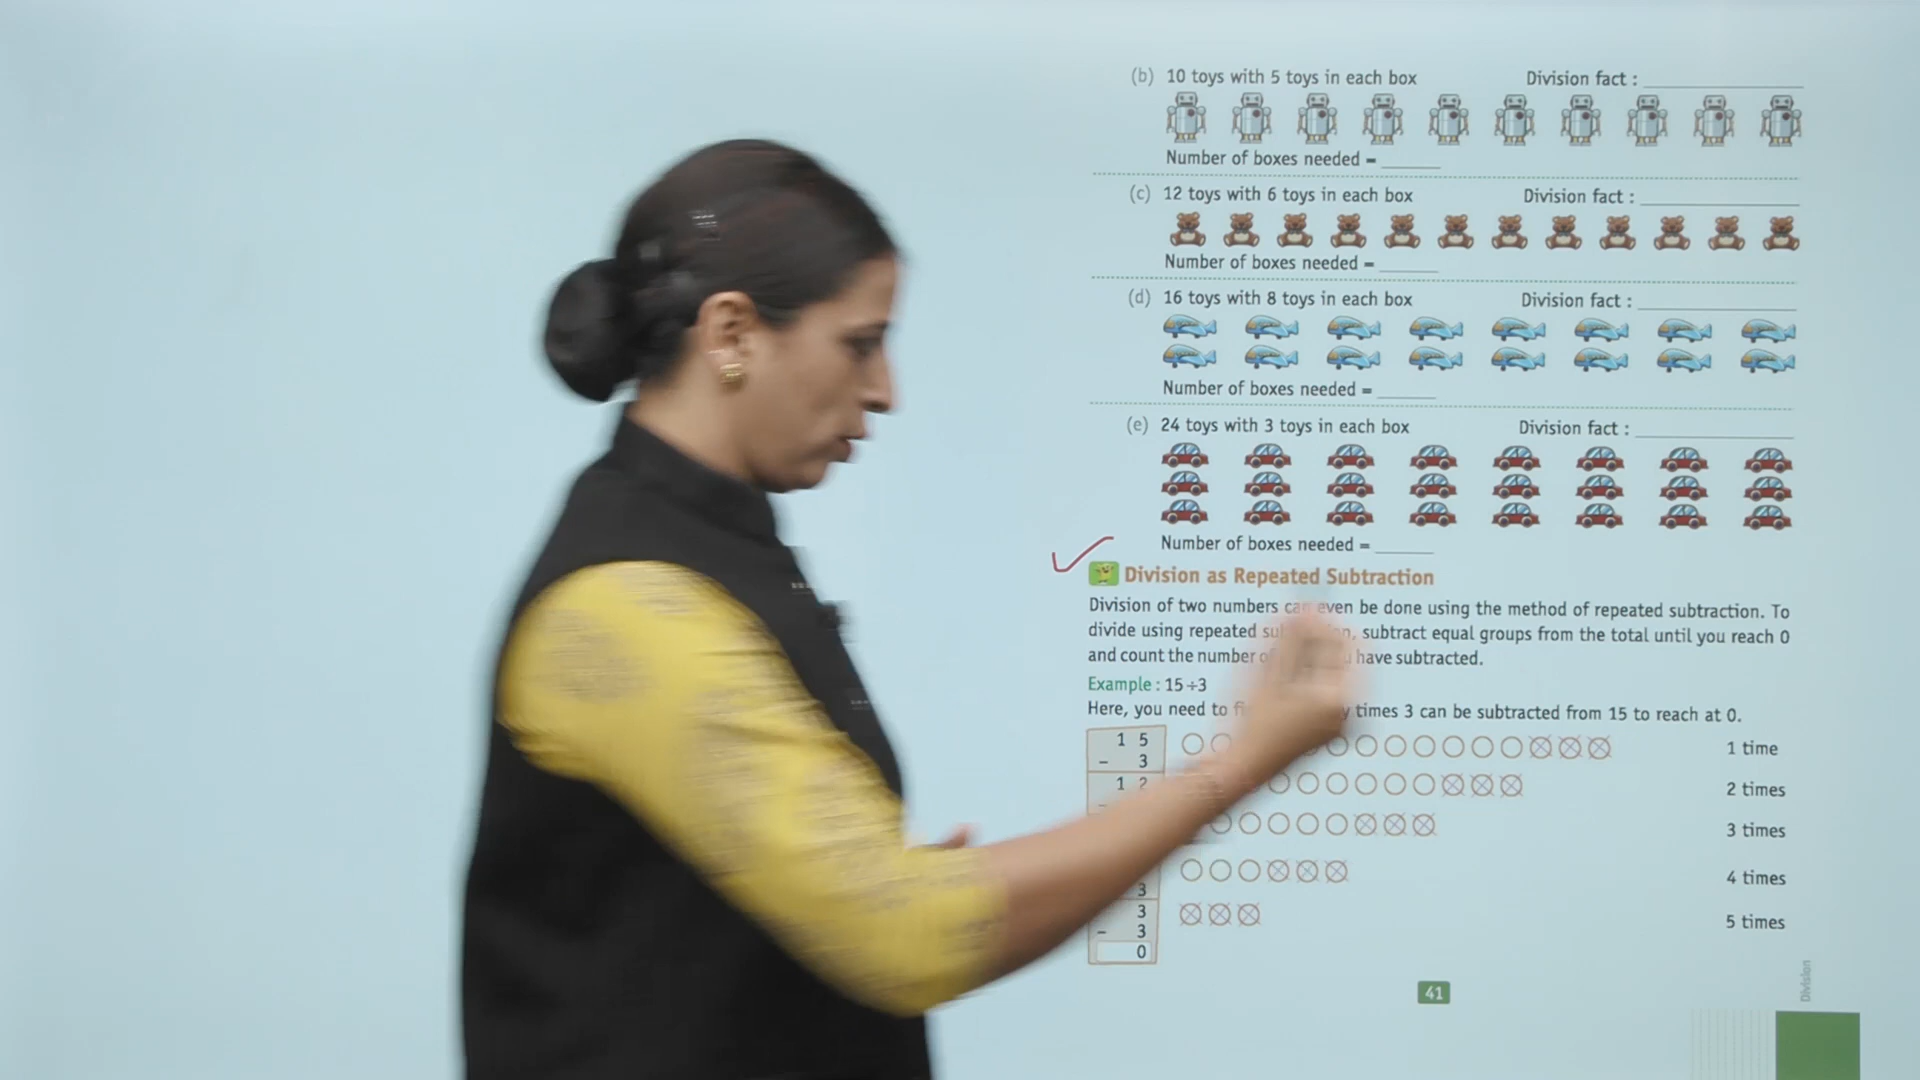 (b) 10 toys with 5 toys in each box Division fact :
Number of boxes needed =
(c) 12 toys with 6 toys in each box Division fact :
Number of boxes needed =
(d) 16 toys with 8 toys in each box Division fact :
Number of boxes needed =
(e) 24 toys with 3 toys in each box Division fact :
Number of boxes needed =
Division as Repeated Subtraction
Division of two numbers can even be done using the method of repeated subtraction. To
divide using repeated subtraction, subtract equal groups from the total until you reach 0
and count the number of you have subtracted.
Example : 15÷3
Here, you need to times 3 can be subtracted from 15 to reach at 0.
1 5 1 time
- 3
1 2 2 times
3 times
4 times
3
3 5 times
- 3
0
41
Division